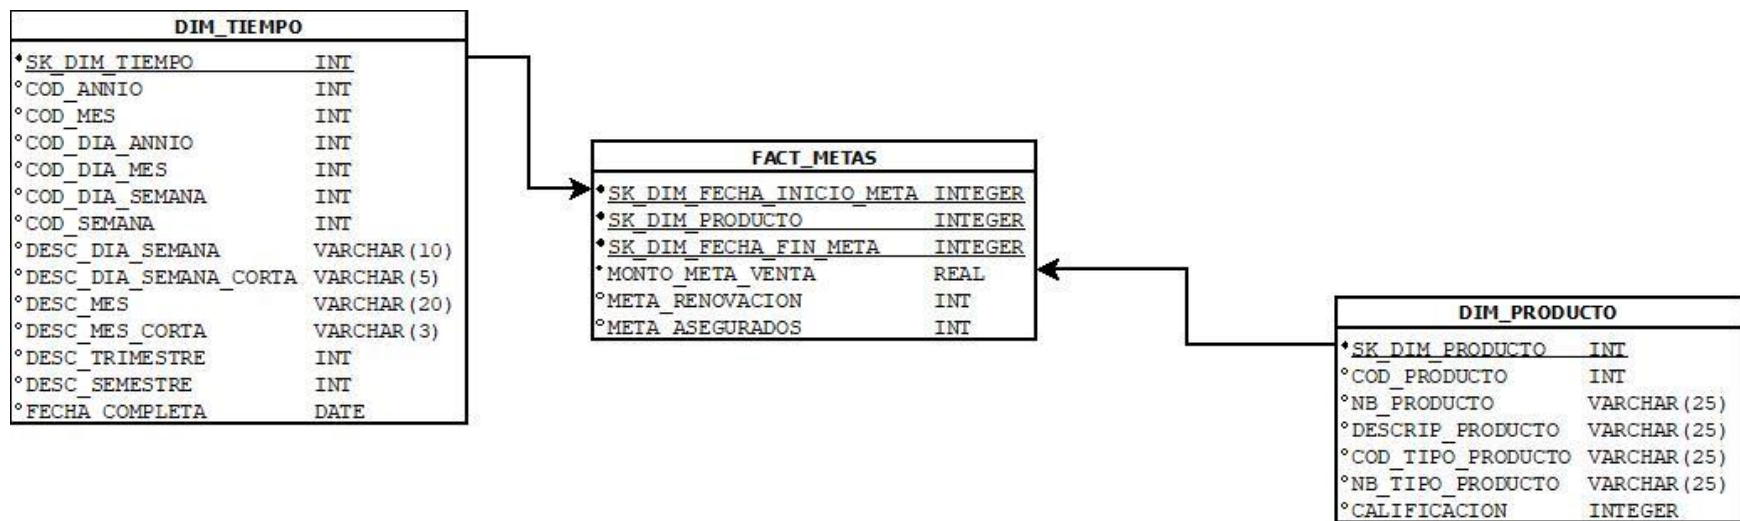 DIM_TIEMPO
SK_DIM_TIEMPO INT
COD_ANNIO INT
COD_MES INT
COD_DIA_ANNIO INT
COD_DIA_MES INT
COD_DIA_SEMANA INT
COD_SEMANA INT
DESC_DIA_SEMANA VARCHAR(10)
DESC_DIA_SEMANA_CORTA VARCHAR(5)
DESC_MES VARCHAR(20)
DESC_MES_CORTA VARCHAR(3)
DESC_TRIMESTRE INT
DESC_SEMESTRE INT
FECHA_COMPLETA DATE
FACT_METAS
SK_DIM_FECHA_INICIO_META INTEGER
SK_DIM_PRODUCTO INTEGER
SK_DIM_FECHA_FIN_META INTEGER
MONTO_META_VENTA REAL
META_RENOVACION INT
META_ASEGURADOS INT
DIM_PRODUCTO
SK_DIM_PRODUCTO INT
COD_PRODUCTO INT
NB_PRODUCTO VARCHAR(25)
DESCRIP_PRODUCTO VARCHAR(25)
COD_TIPO_PRODUCTO VARCHAR(25)
NB_TIPO_PRODUCTO VARCHAR(25)
CALIFICACION INTEGER